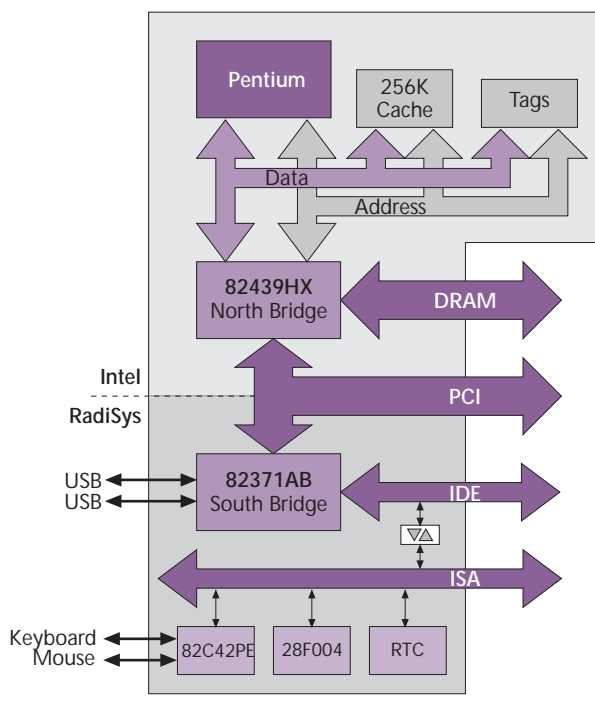 Pentium
256K
Cache
Tags
Data
Address
82439HX
North Bridge
DRAM
Intel
RadiSys
PCI
USB
USB
82371AB
South Bridge
IDE
ISA
Keyboard
Mouse
82C42PE
28F004
RTC